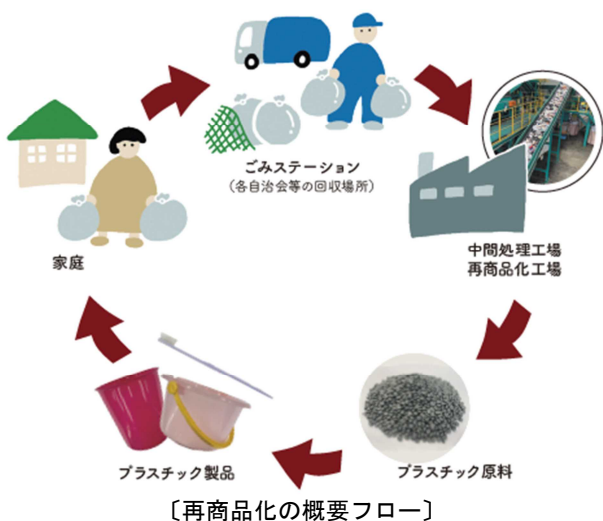 ごみステーション
（各自治会等の回収場所）
中間処理工場
再商品化工場
家庭
プラスチック製品
プラスチック原料
〔再商品化の概要フロー〕